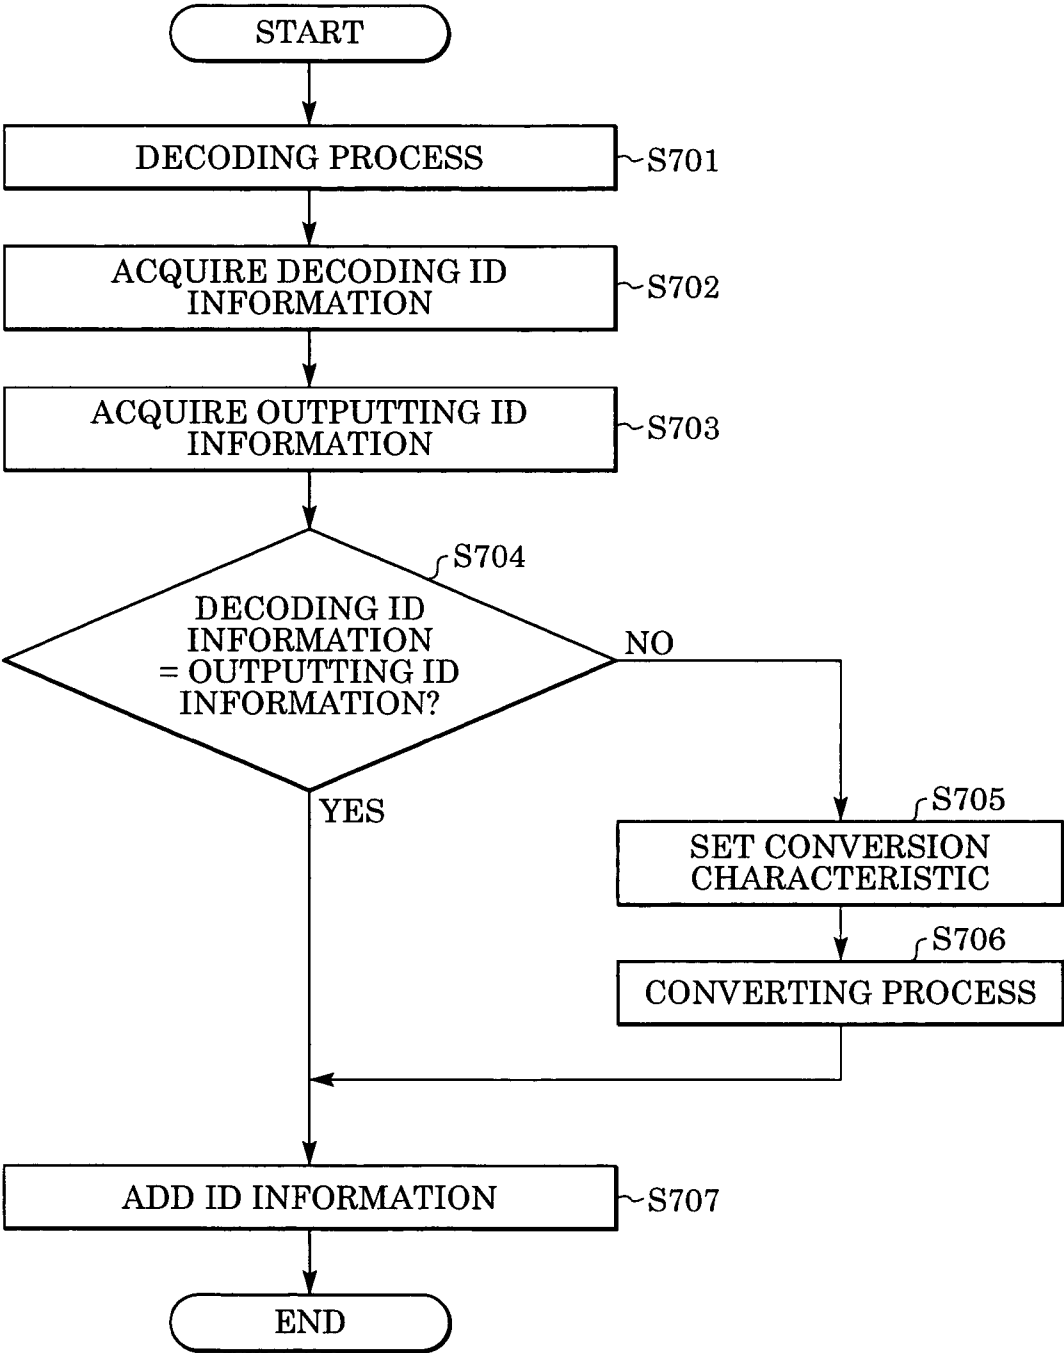 START
DECODING PROCESS
S701
ACQUIRE DECODING ID
INFORMATION
S702
ACQUIRE OUTPUTTING ID
INFORMATION
S703
S704
DECODING ID
INFORMATION
= OUTPUTTING ID
INFORMATION?
NO
YES
S705
SET CONVERSION
CHARACTERISTIC
S706
CONVERTING PROCESS
ADD ID INFORMATION
S707
END